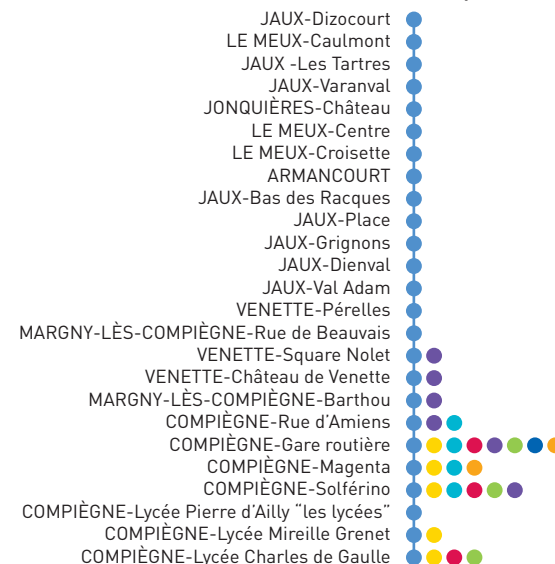 JAUX-Dizocourt
LE MEUX-Caulmont
JAUX -Les Tartres
JAUX-Varanval
JONQUIÈRES-Château
LE MEUX-Centre
LE MEUX-Croisette
ARMANCOURT
JAUX-Bas des Racques
JAUX-Place
JAUX-Grignons
JAUX-Dienval
JAUX-Val Adam
VENETTE-Pérelles
MARGNY-LÈS-COMPIÈGNE-Rue de Beauvais
VENETTE-Square Nolet
VENETTE-Château de Venette
MARGNY-LÈS-COMPIÈGNE-Barthou
COMPIÈGNE-Rue d’Amiens
COMPIÈGNE-Gare routière
COMPIÈGNE-Magenta
COMPIÈGNE-Solférino
COMPIÈGNE-Lycée Pierre d’Ailly “les lycées”
COMPIÈGNE-Lycée Mireille Grenet
COMPIÈGNE-Lycée Charles de Gaulle